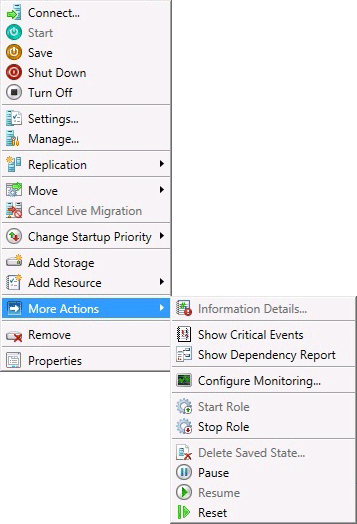 Connect...
Start
Save
Shut Down
Turn Off
Settings...
Manage...
Replication
Move
Cancel Live Migration
Change Startup Priority
Add Storage
Add Resource
More Actions
Remove
Properties
Information Details...
Show Critical Events
Show Dependency Report
Configure Monitoring...
Start Role
Stop Role
Delete Saved State...
Pause
Resume
Reset